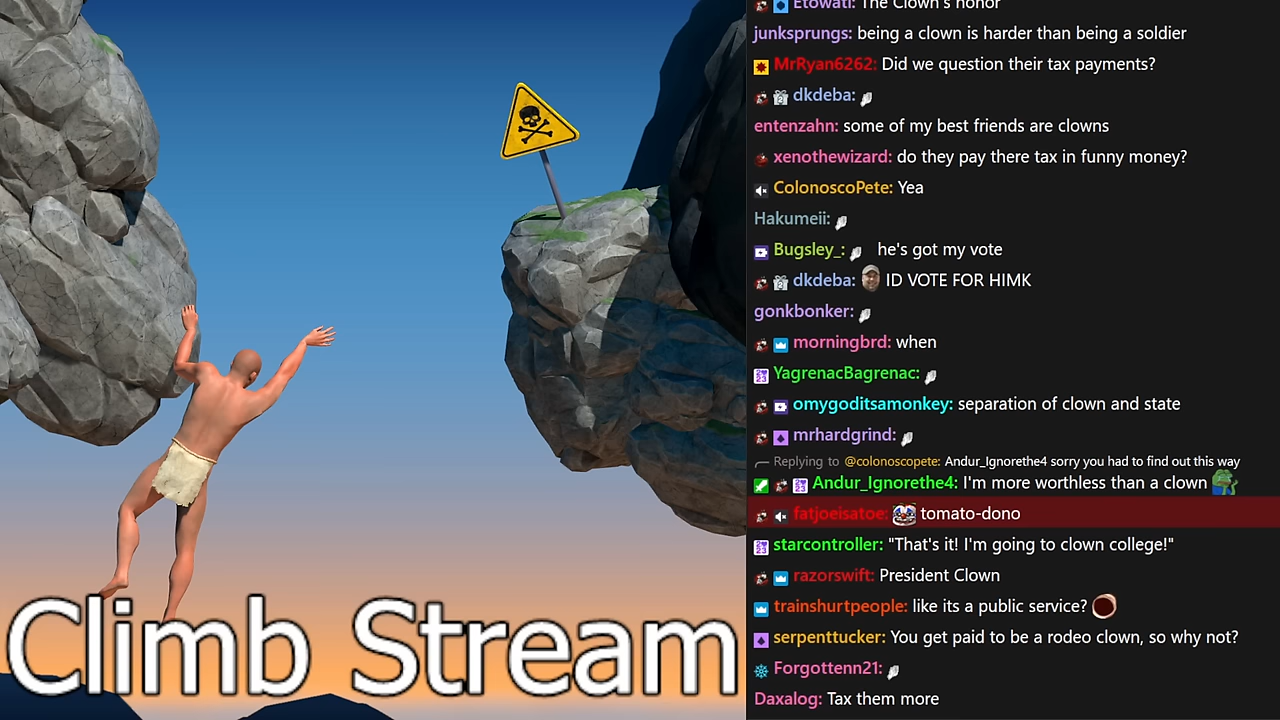 Etowati: The Clown's honor
junksprungs: being a clown is harder than being a soldier
MrRyan6262: Did we question their tax payments?
dkdeba:
entenzahn: some of my best friends are clowns
xenothewizard: do they pay there tax in funny money?
ColonoscoPete: Yea
Hakumeii:
Bugsley_: he's got my vote
dkdeba: ID VOTE FOR HIMK
gonkbonker:
morningbrd: when
YagrenacBagrenac:
omygoditsamonkey: separation of clown and state
mrhardgrind:
Replying to @colonoscopete: Andur_Ignorethe4 sorry you had to find out this way
Andur_Ignorethe4: I'm more worthless than a clown
fatjoeisatoe: tomato-dono
starcontroller: "That's it! I'm going to clown college!"
razorswift: President Clown
trainshurtpeople: like its a public service?
serpenttucker: You get paid to be a rodeo clown, so why not?
Forgottenn21:
Daxalog: Tax them more
Climb Stream